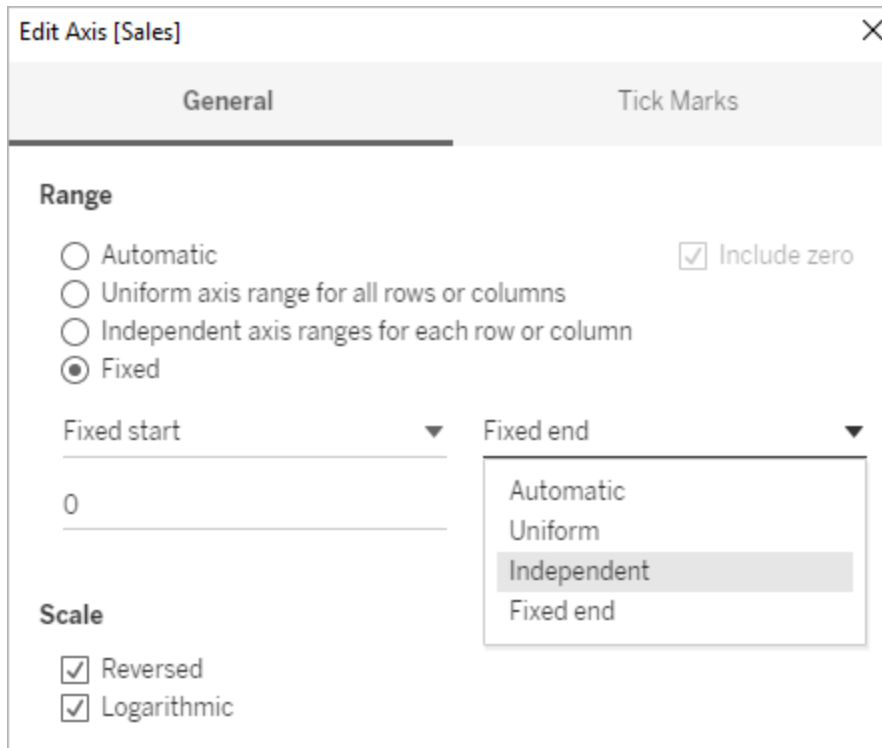 Edit Axis [Sales]
General Tick Marks
Range
Automatic Include zero
Uniform axis range for all rows or columns
Independent axis ranges for each row or column
Fixed
Fixed start Fixed end
0
Automatic
Uniform
Independent
Fixed end
Scale
Reversed
Logarithmic